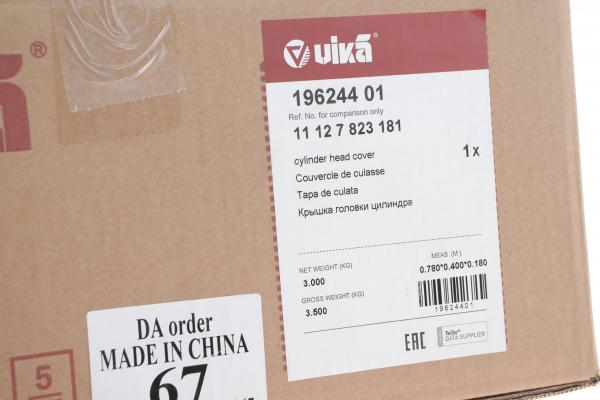 ®
vika®
196244 01
Ref. No. for comparison only
11 12 7 823 181
cylinder head cover 1 x
Couvercle de culasse
Tapa de culata
Крышка головки цилиндра
NET WEIGHT (KG)
3.000
MEAS (M)
0.780*0.400*0.180
GROSS WEIGHT (KG)
3.500
19624401
EAC
TecDoc
DATA SUPPLIER
DA order
MADE IN CHINA
67
5